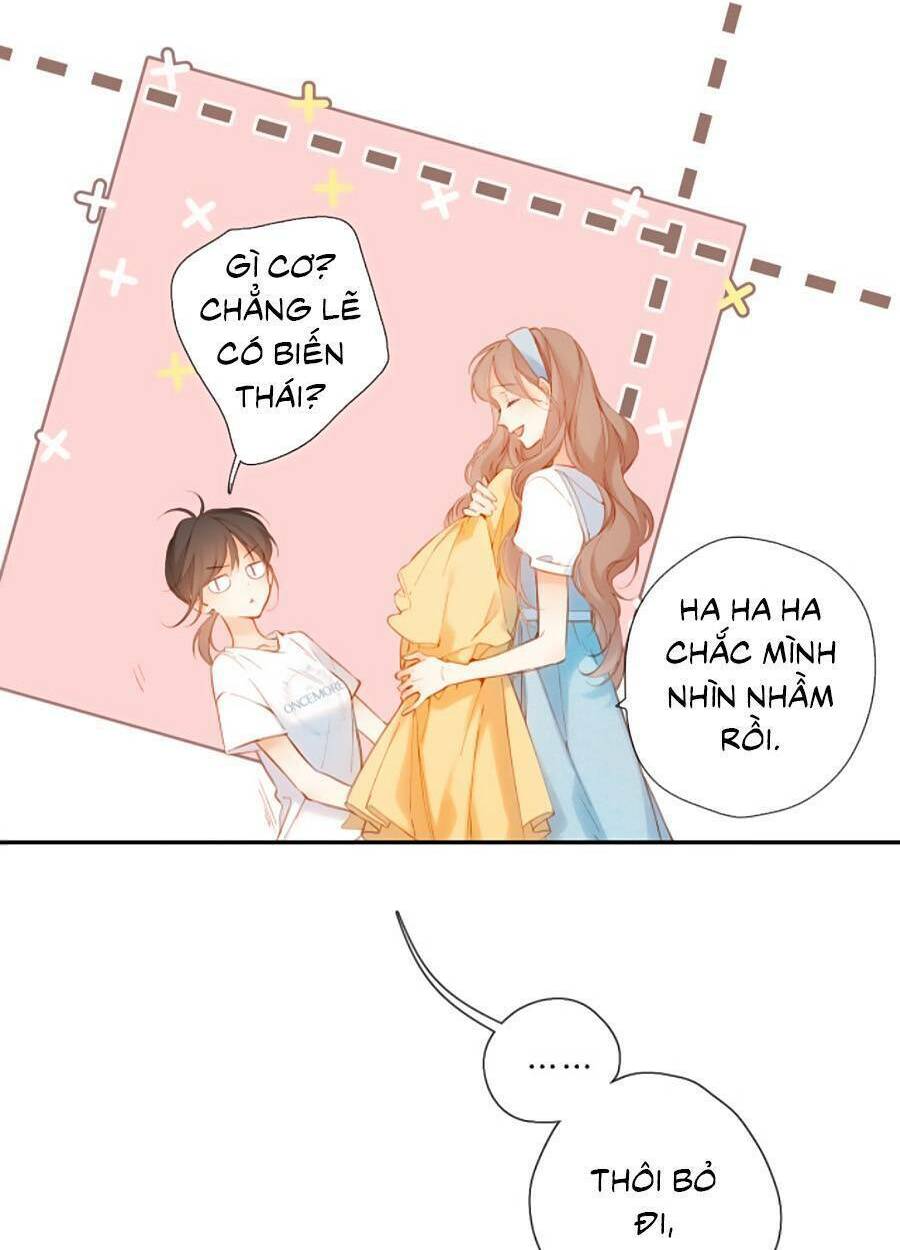 GÌ CƠ?
CHẲNG LẼ
CÓ BIẾN
THÁI?
ONCEMORE
HA HA HA
CHẮC MÌNH
NHÌN NHẦM
RỒI.
......
THÔI BỎ
ĐI,